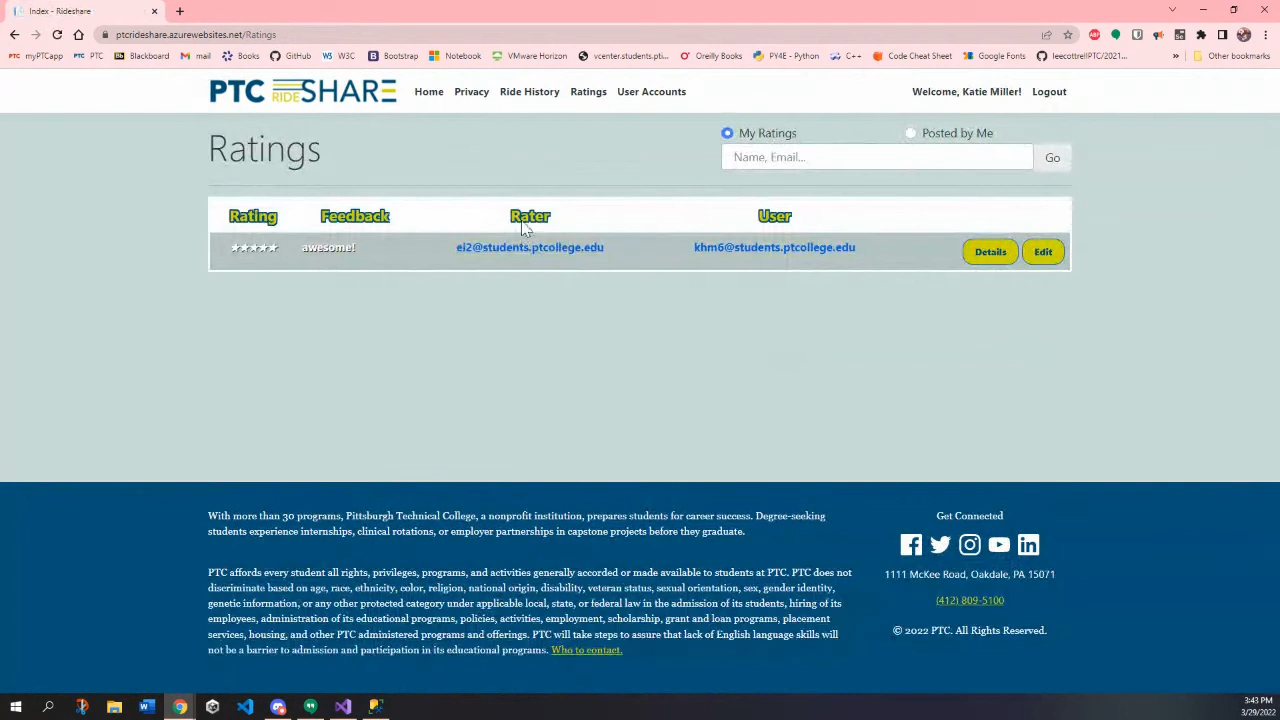 Index - Rideshare
ptcrideshare.azurewebsites.net/Ratings
myPTCapps PTC Blackboard M mail Books GitHub W3C Bootstrap Notebook VMware Horizon vcenter.students.ptc... Oreilly Books PY4E - Python C++ Code Cheat Sheet Google Fonts leecottrellPTC/2021... » Other bookmarks
PTC RIDESHARE Home Privacy Ride History Ratings User Accounts Welcome, Katie Miller! Logout
Ratings
My Ratings Posted by Me
Name, Email... Go
Rating Feedback Rater User
★★★★★ awesome! ei2@students.ptcollege.edu khm6@students.ptcollege.edu Details Edit
With more than 30 programs, Pittsburgh Technical College, a nonprofit institution, prepares students for career success. Degree-seeking
students experience internships, clinical rotations, or employer partnerships in capstone projects before they graduate.
PTC affords every student all rights, privileges, programs, and activities generally accorded or made available to students at PTC. PTC does not
discriminate based on age, race, ethnicity, color, religion, national origin, disability, veteran status, sexual orientation, sex, gender identity,
genetic information, or any other protected category under applicable local, state, or federal law in the admission of its students, hiring of its
employees, administration of its educational programs, policies, activities, employment, scholarship, grant and loan programs, placement
services, housing, and other PTC administered programs and offerings. PTC will take steps to assure that lack of English language skills will
not be a barrier to admission and participation in its educational programs. Who to contact.
Get Connected
1111 McKee Road, Oakdale, PA 15071
(412) 809-5100
© 2022 PTC. All Rights Reserved.
3:43 PM
3/29/2022